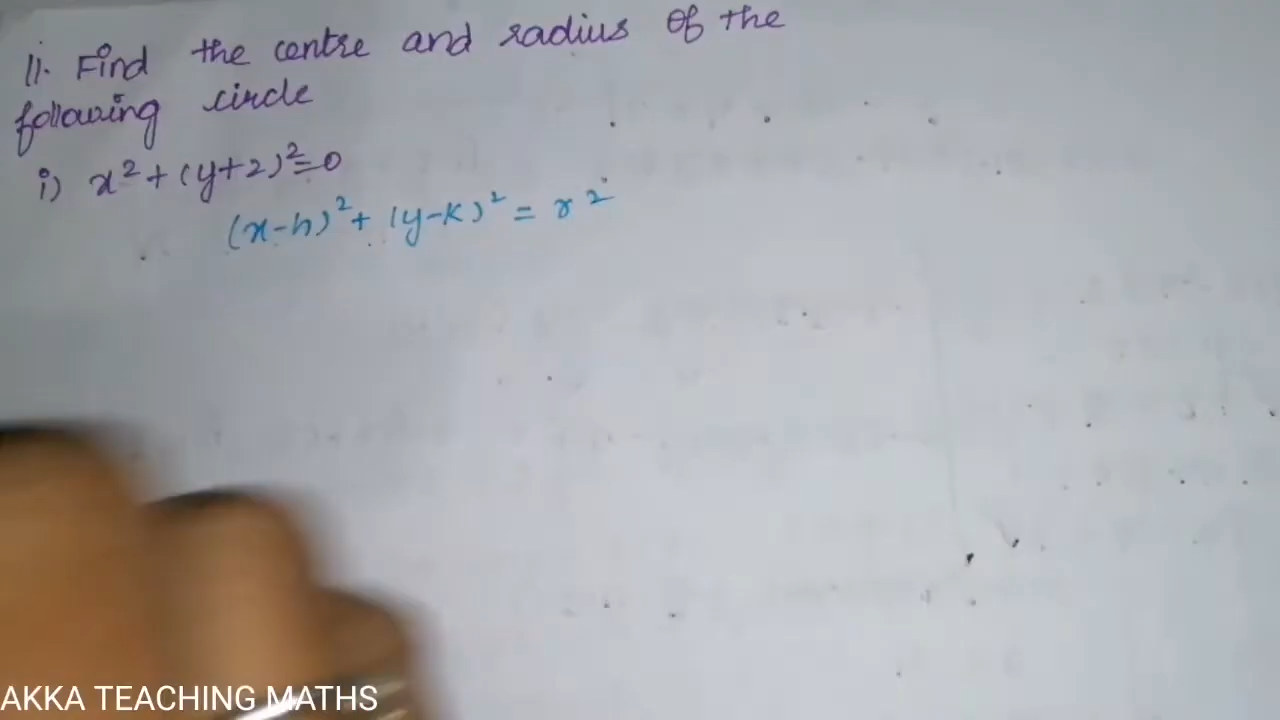 11. Find the centre and radius of the
following circle
i) x²+(y+2)²=0
(x-h)²+(y-k)²=r²
AKKA TEACHING MATHS